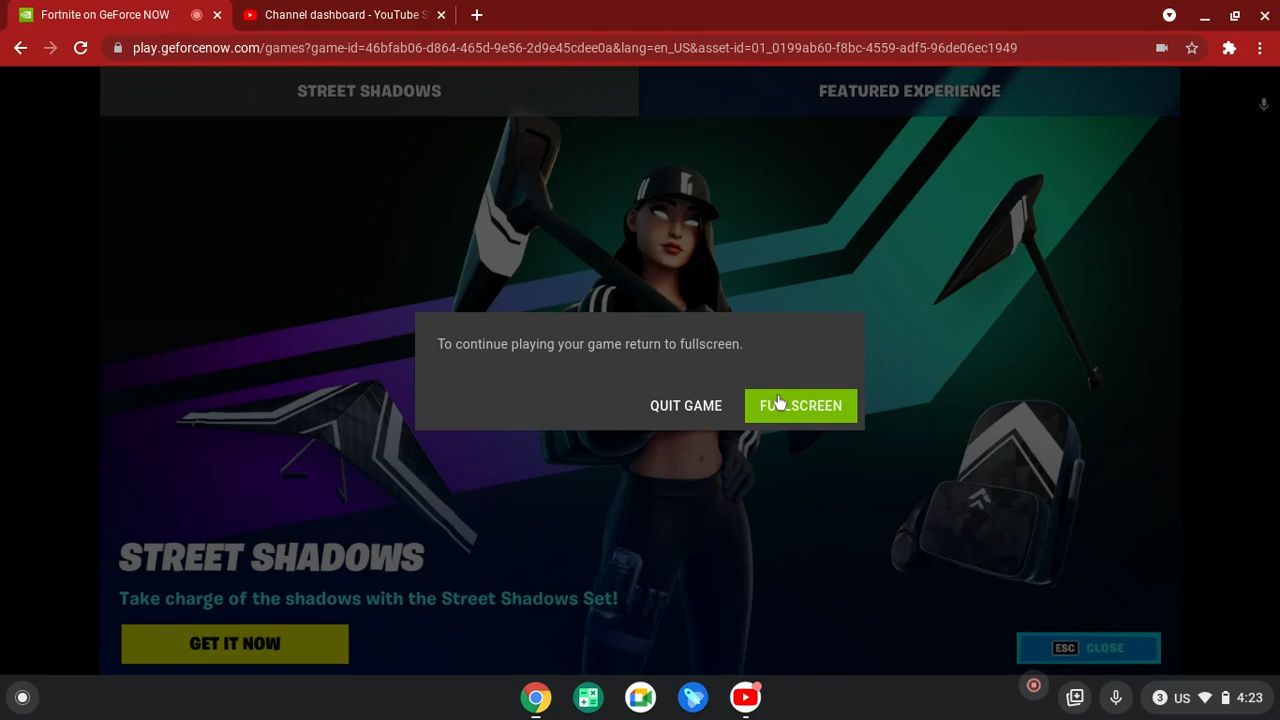 Fortnite on GeForce NOW
Channel dashboard - YouTube S
play.geforcenow.com/games?game-id=46bfab06-d864-465d-9e56-2d9e45cdee0a&lang=en_US&asset-id=01_0199ab60-f8bc-4559-adf5-96de06ec1949
STREET SHADOWS
FEATURED EXPERIENCE
To continue playing your game return to fullscreen.
QUIT GAME
FULLSCREEN
STREET SHADOWS
Take charge of the shadows with the Street Shadows Set!
GET IT NOW
ESC CLOSE
3 US 4:23